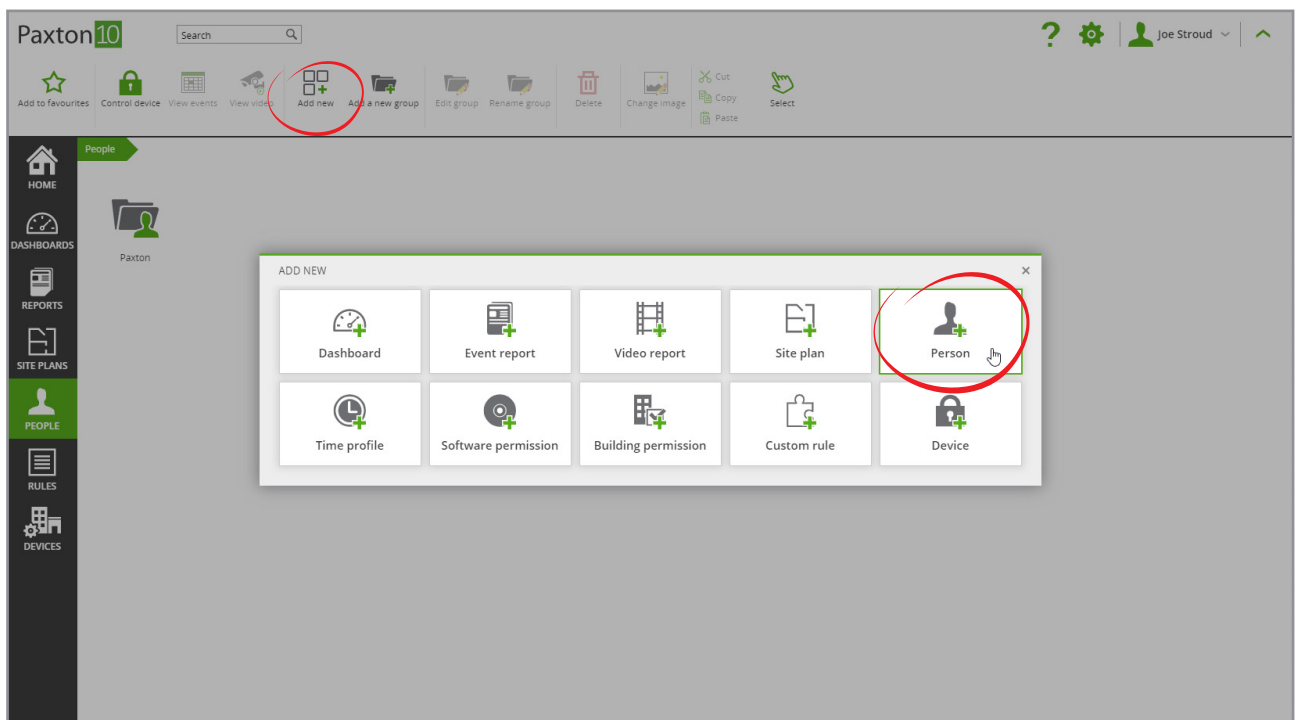 Paxton10
Search
Joe Stroud
Add to favourites
Control device
View events
View video
Add new
Add a new group
Edit group
Rename group
Delete
Change image
Cut
Copy
Paste
Select
HOME
DASHBOARDS
REPORTS
SITE PLANS
PEOPLE
RULES
DEVICES
People
Paxton
ADD NEW
Dashboard
Event report
Video report
Site plan
Person
Time profile
Software permission
Building permission
Custom rule
Device